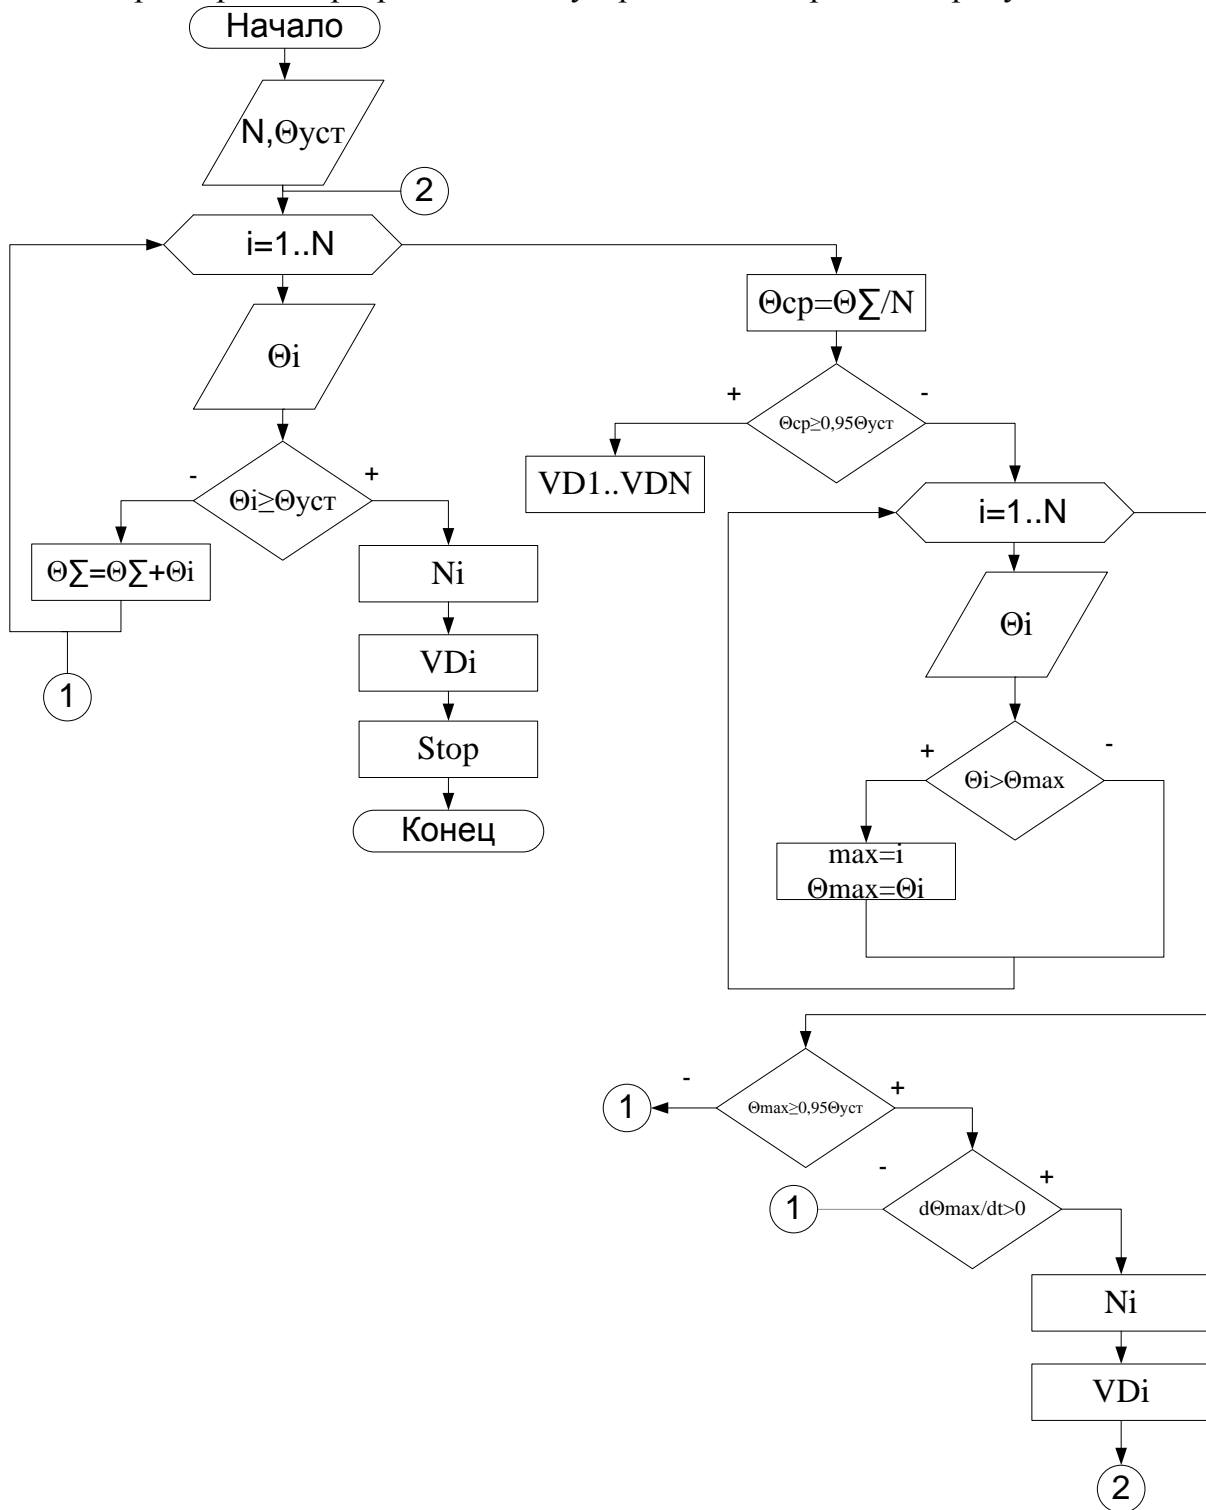 Начало
N,Θуст
2
i=1..N
Θср=Θ∑/N
Θi
+
-
Θср≥0,95Θуст
VD1..VDN
-
+
Θi≥Θуст
i=1..N
Θ∑=Θ∑+Θi
Ni
Θi
VDi
1
Stop
+
-
Θi>Θmax
Конец
max=i
Θmax=Θi
-
+
1
Θmax≥0,95Θуст
-
+
1
dΘmax/dt>0
Ni
VDi
2